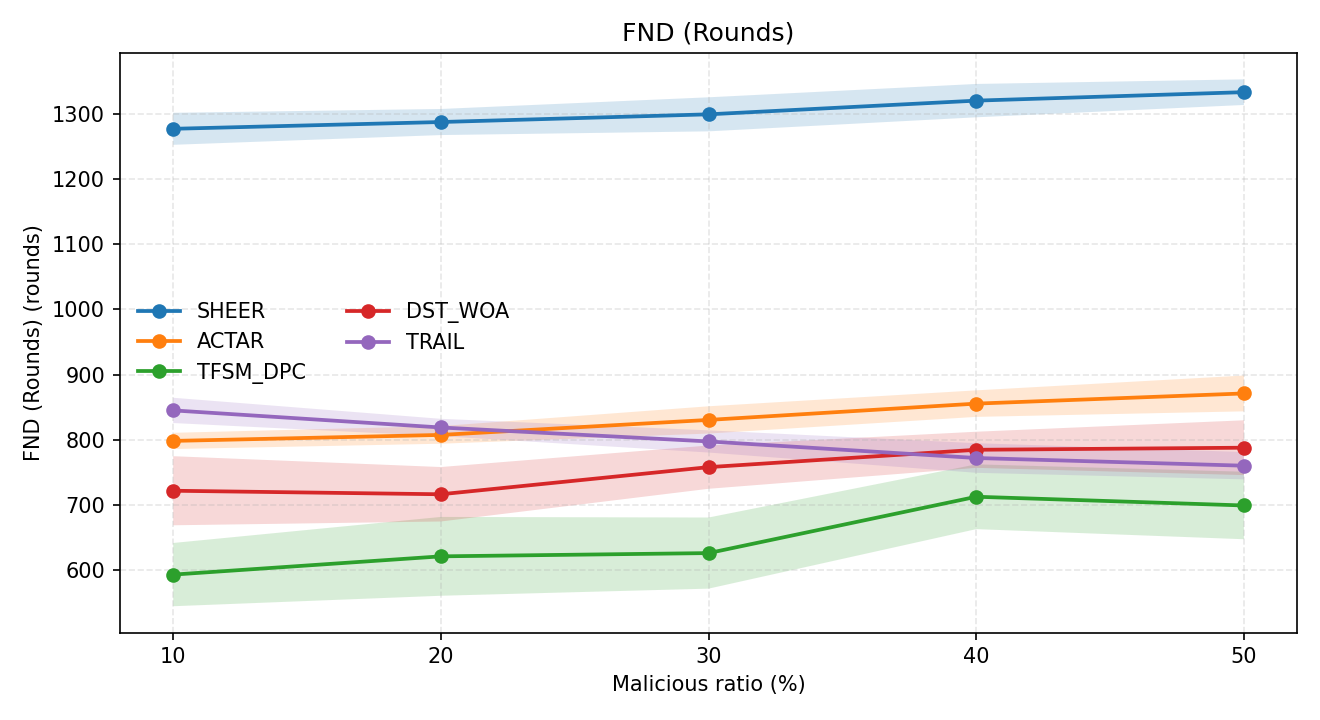 FND (Rounds)
FND (Rounds) (rounds)
1300
1200
1100
1000
900
800
700
600
SHEER
ACTAR
TFSM_DPC
DST_WOA
TRAIL
10 20 30 40 50
Malicious ratio (%)